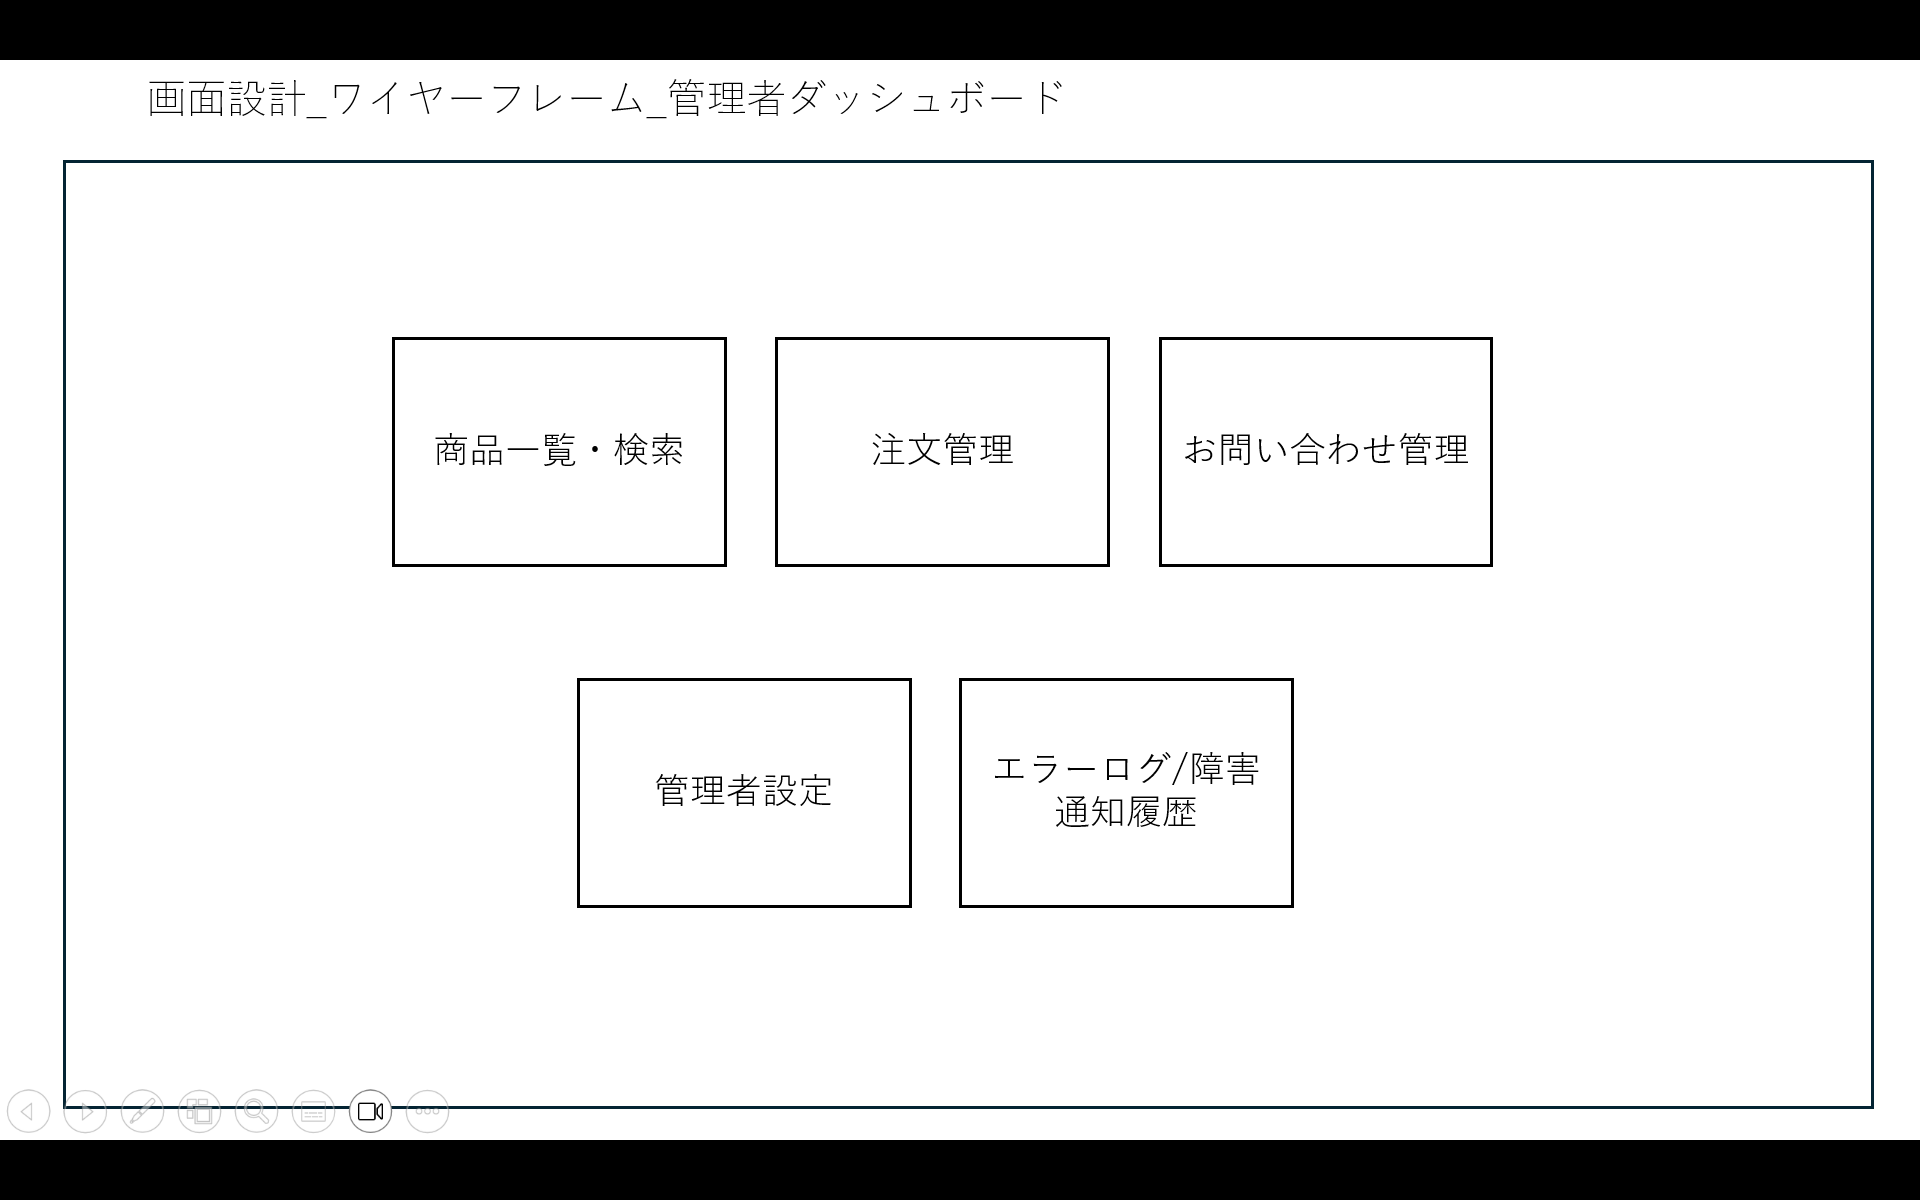 画面設計_ワイヤーフレーム_管理者ダッシュボード
商品一覧・検索
注文管理
お問い合わせ管理
管理者設定
エラーログ/障害
通知履歴